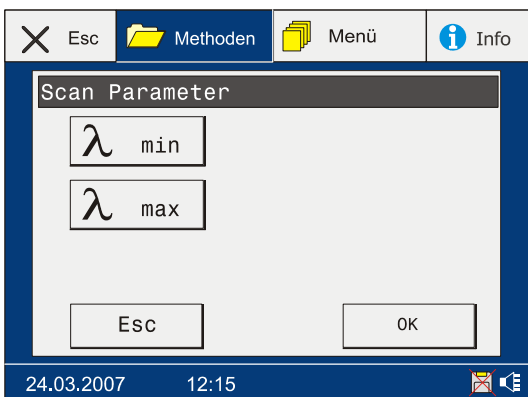 Esc Methoden Menü Info
Scan Parameter
λ min
λ max
Esc OK
24.03.2007 12:15